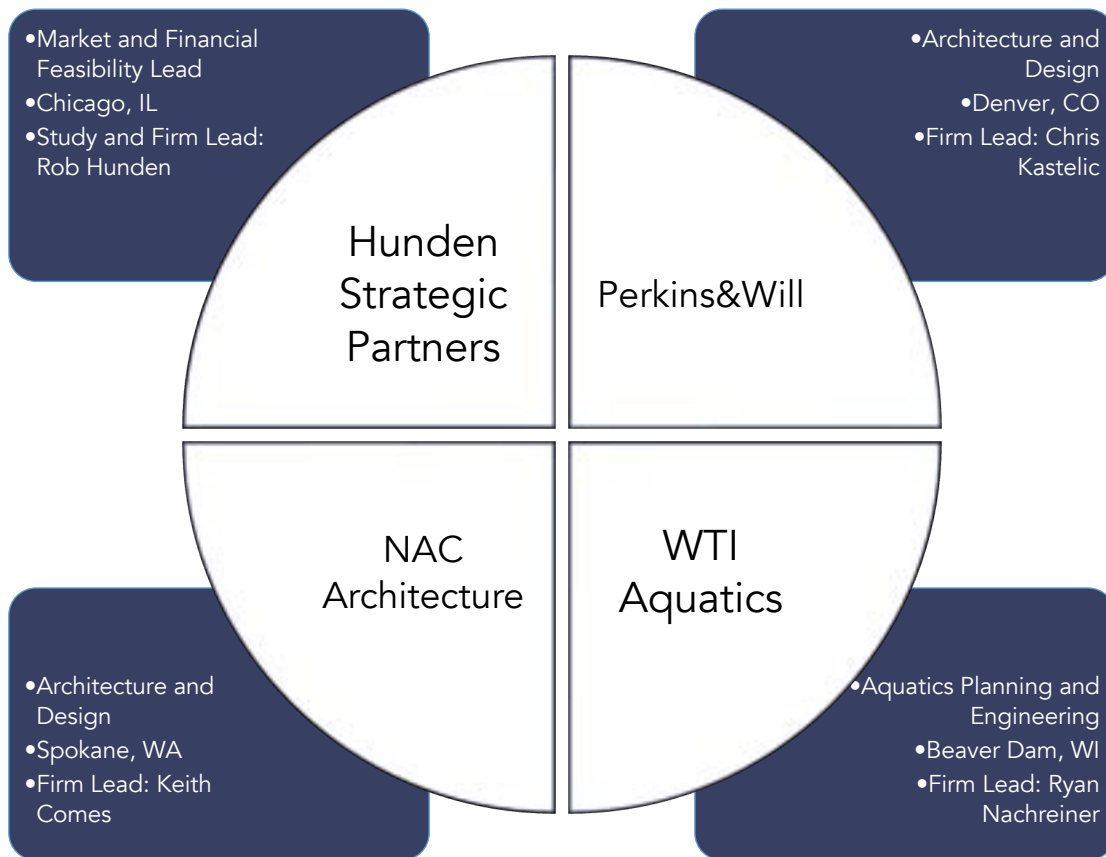 •Market and Financial
Feasibility Lead
•Chicago, IL
•Study and Firm Lead:
Rob Hunden
•Architecture and
Design
•Denver, CO
•Firm Lead: Chris
Kastelic
Hunden
Strategic
Partners
Perkins&Will
NAC
Architecture
WTI
Aquatics
•Architecture and
Design
•Spokane, WA
•Firm Lead: Keith
Comes
•Aquatics Planning and
Engineering
•Beaver Dam, WI
•Firm Lead: Ryan
Nachreiner